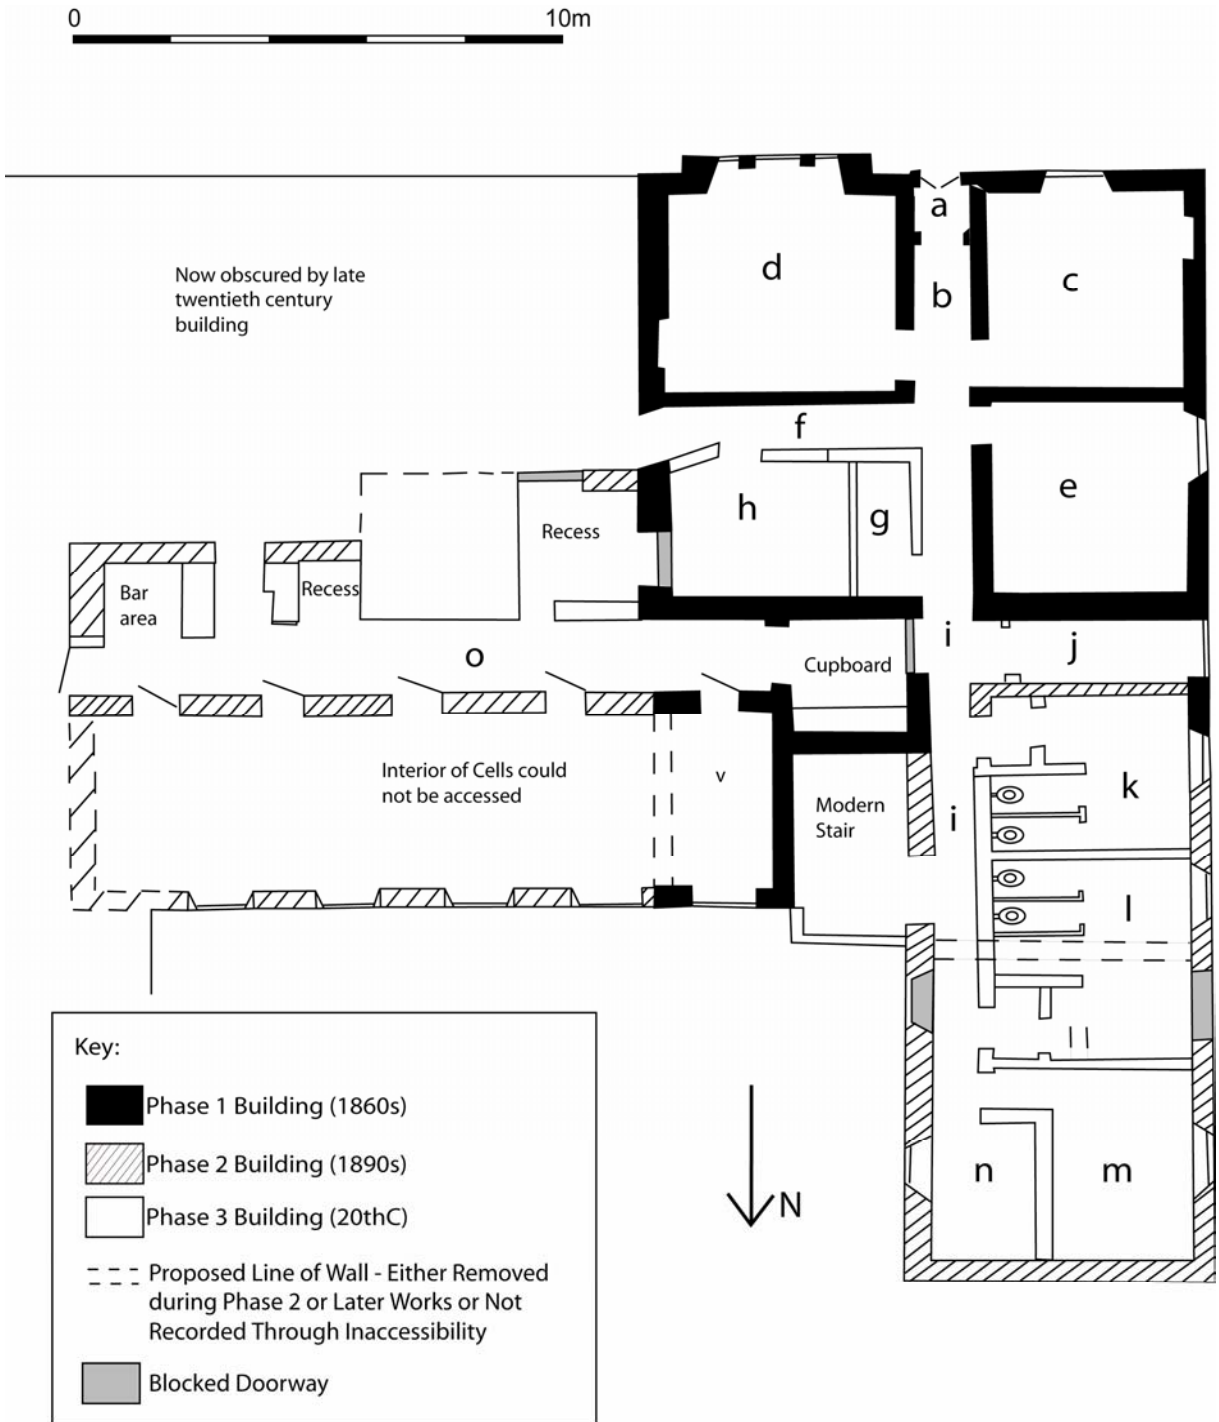 0 10m
a
d
c
b
Now obscured by late
twentieth century
building
f
e
h
g
Recess
Bar
area
Recess
i
j
o
Cupboard
Interior of Cells could
not be accessed
v
k
Modern
Stair
i
l
Key:
Phase 1 Building (1860s)
Phase 2 Building (1890s)
Phase 3 Building (20thC)
Proposed Line of Wall - Either Removed
during Phase 2 or Later Works or Not
Recorded Through Inaccessibility
Blocked Doorway
N
n
m